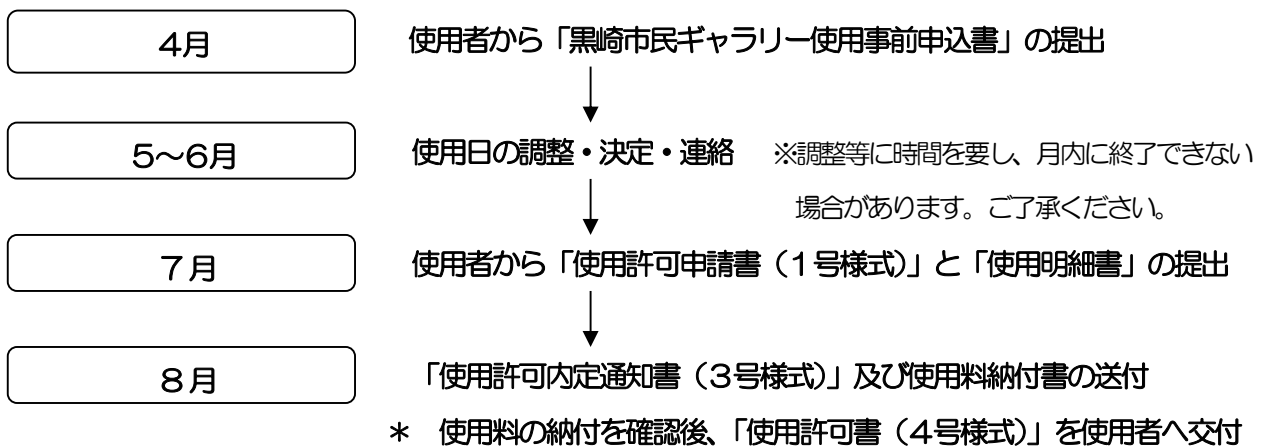 4月 使用者から「黒崎市民ギャラリー使用事前申込書」の提出
5～6月 使用日の調整・決定・連絡 ※調整等に時間を要し、月内に終了できない
場合があります。ご了承ください。
7月 使用者から「使用許可申請書（1号様式）」と「使用明細書」の提出
8月 「使用許可内定通知書（3号様式）」及び使用料納付書の送付
＊ 使用料の納付を確認後、「使用許可書（4号様式）」を使用者へ交付